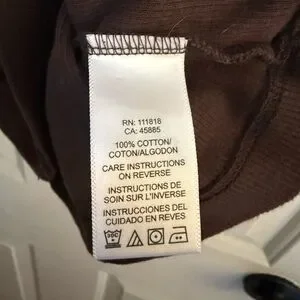 RN: 111818
CA: 45885
100% COTTON/
COTON/ALGODON
CARE INSTRUCTIONS
ON REVERSE
INSTRUCTIONS DE
SOIN SUR L'INVERSE
INSTRUCCIONES DEL
CUIDADO EN REVES